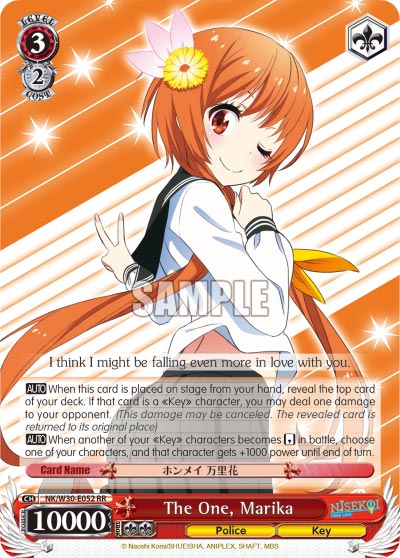 LEVEL
3
2
COST
SAMPLE
I think I might be falling even more in love with you.
AUTO When this card is placed on stage from your hand, reveal the top card
of your deck. If that card is a «Key» character, you may deal one damage
to your opponent. (This damage may be canceled. The revealed card is
returned to its original place)
AUTO When another of your «Key» characters becomes [▼] in battle, choose
one of your characters, and that character gets +1000 power until end of turn.
Card Name ホンメイ 万里花
CH NK/W30-E052 RR
The One, Marika
NISEKOI
10000
Police Key
© Naoshi Komi/SHUEISHA, ANIPLEX, SHAFT, MBS